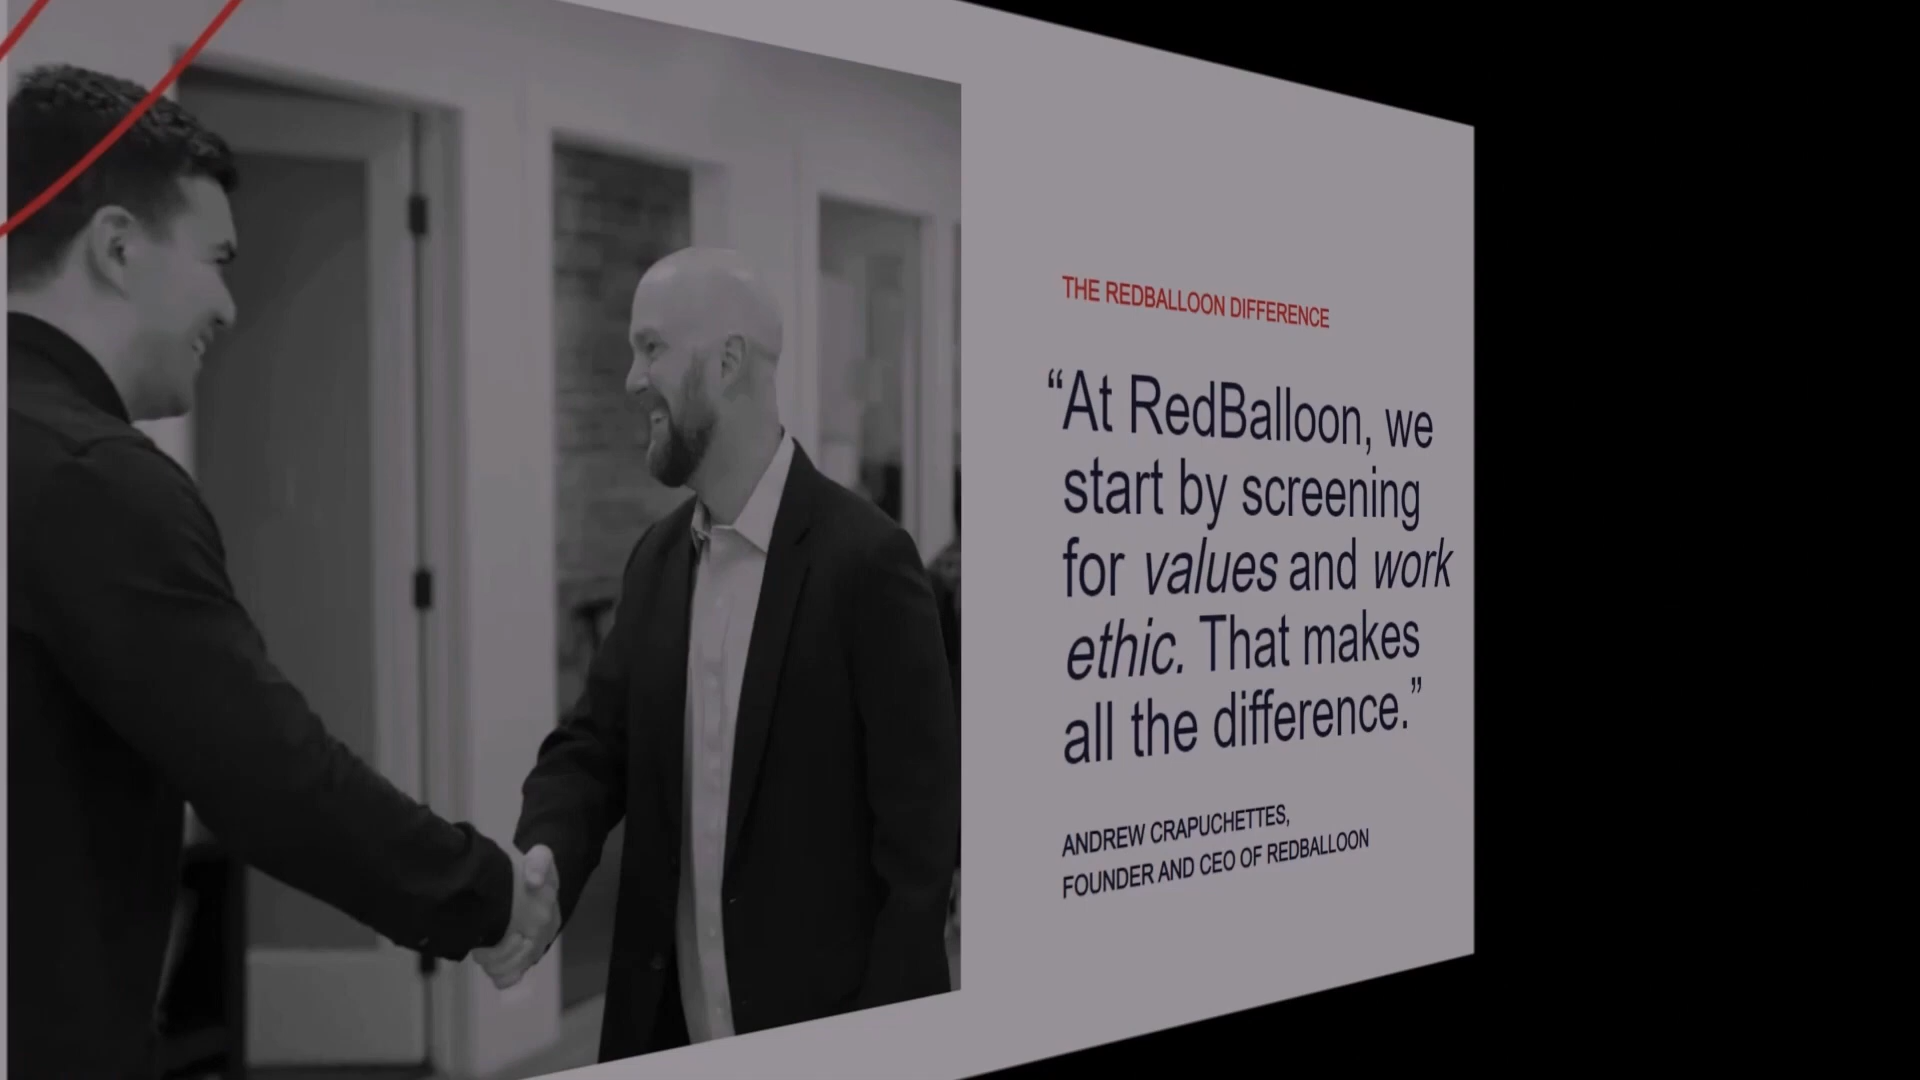 THE REDBALLOON DIFFERENCE
“At RedBalloon, we
start by screening
for values and work
ethic. That makes
all the difference.”
ANDREW CRAPUCHETTES,
FOUNDER AND CEO OF REDBALLOON